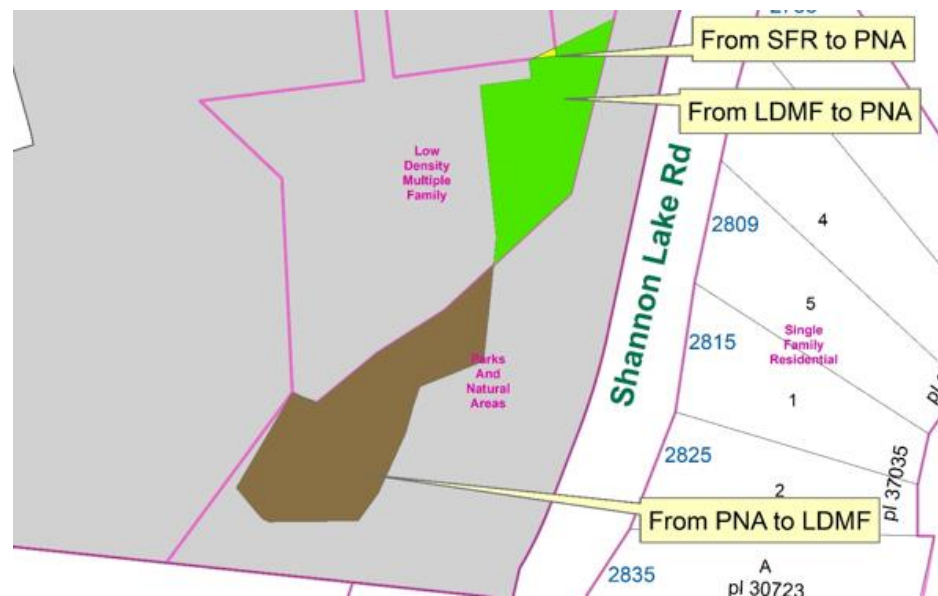 From SFR to PNA
From LDMF to PNA
Low
Density
Multiple
Family
Shannon Lake Rd
2809
4
5
2815
Single
Family
Residential
Parks
And
Natural
Areas
1
2825
2
pl 37035
From PNA to LDMF
2835
A
pl 30723